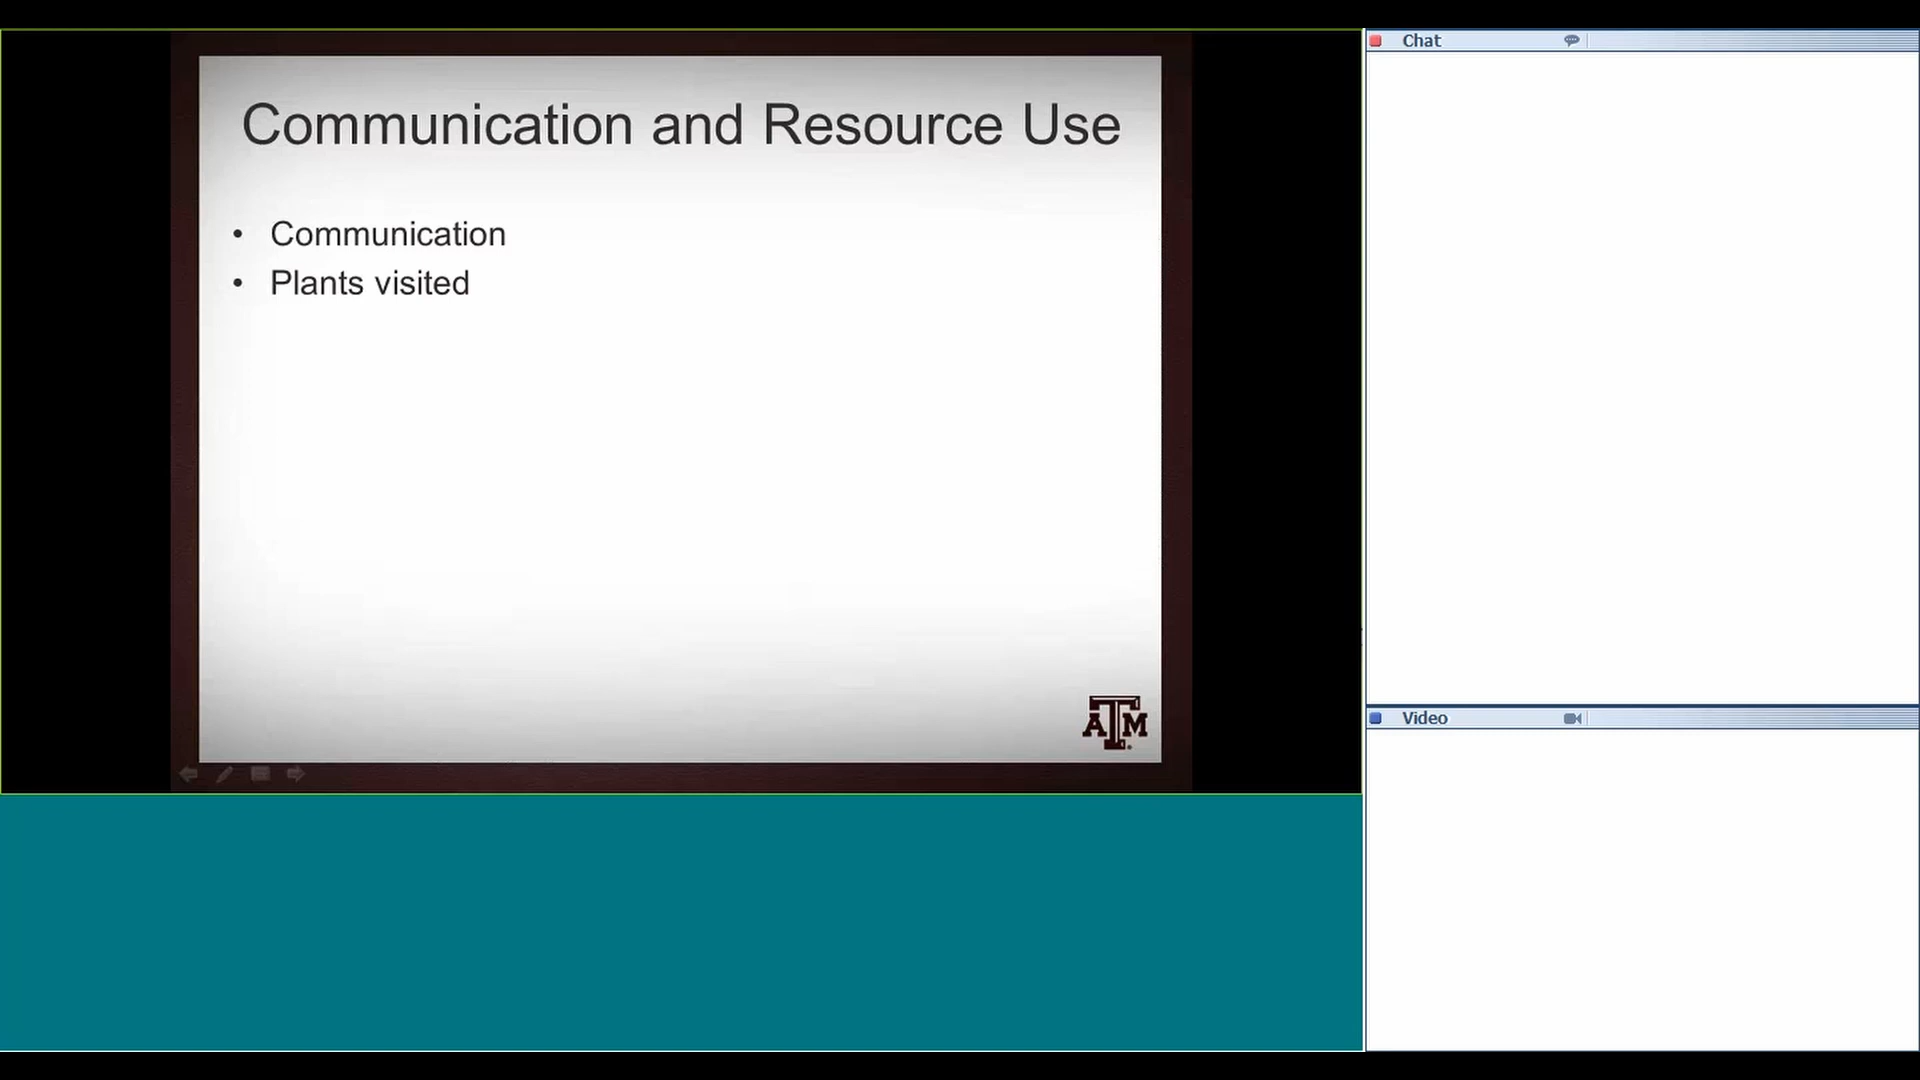 Communication and Resource Use
• Communication
• Plants visited
ATM
Chat
Video